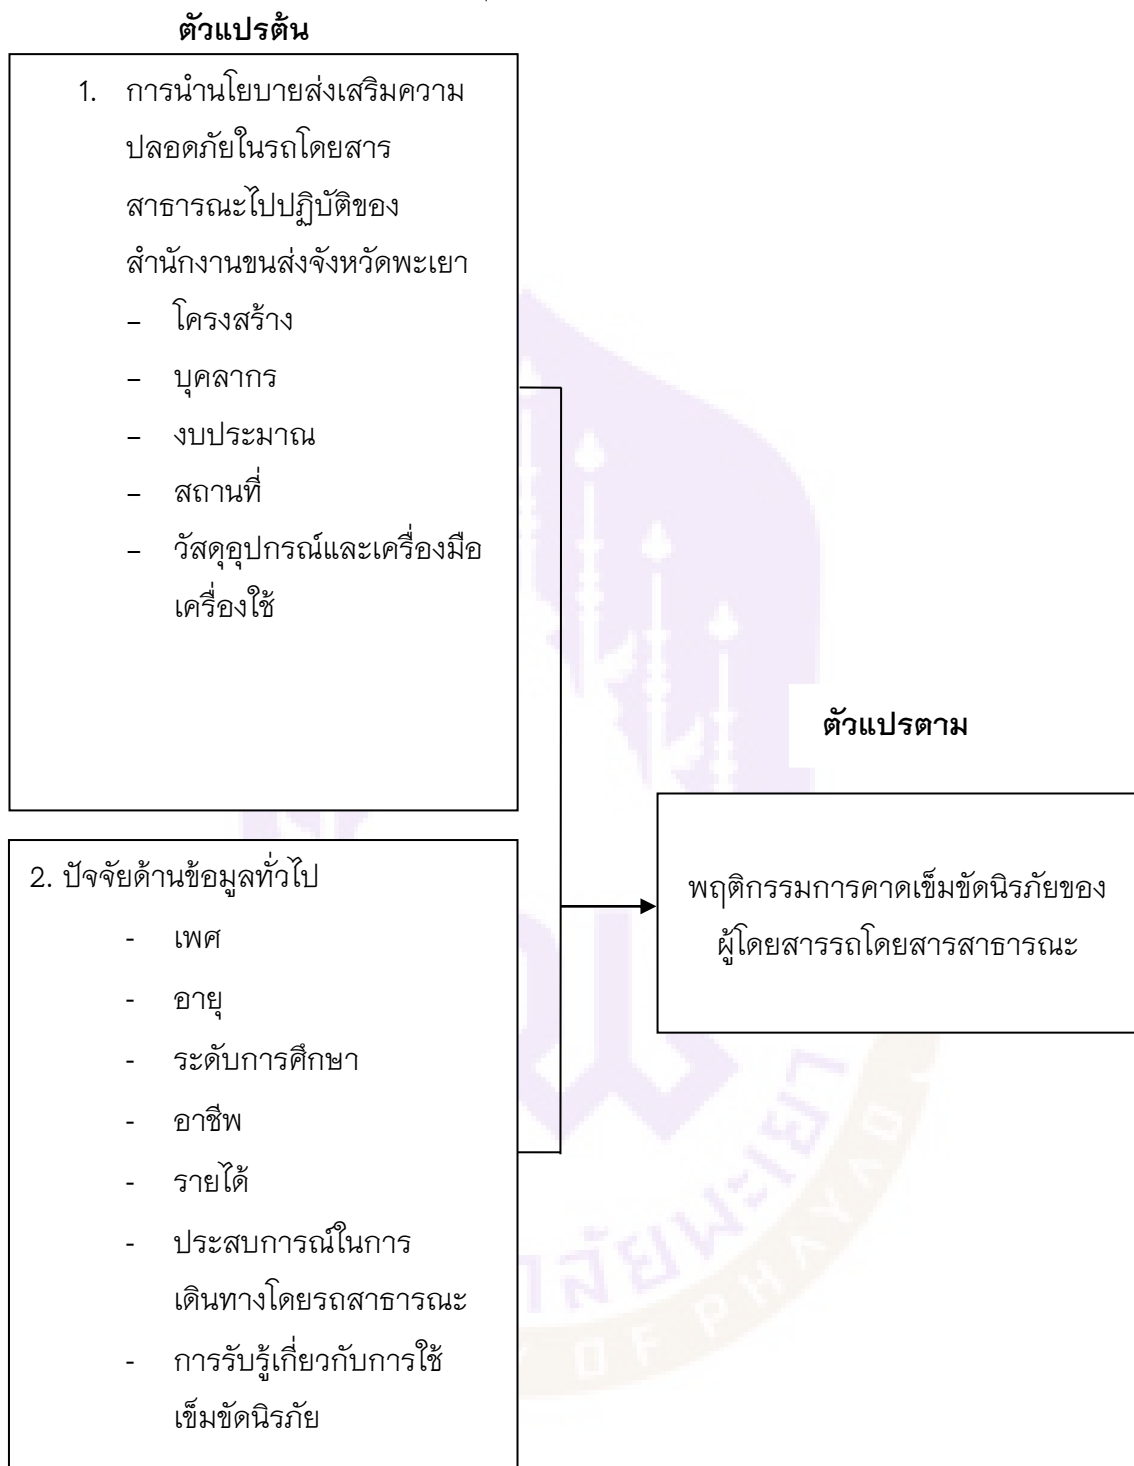 ตัวแปรต้น
1. การนำนโยบายส่งเสริมความ
ปลอดภัยในรถโดยสาร
สาธารณะไปปฏิบัติของ
สำนักงานขนส่งจังหวัดพะเยา
– โครงสร้าง
– บุคลากร
– งบประมาณ
– สถานที่
– วัสดุอุปกรณ์และเครื่องมือ
เครื่องใช้
2. ปัจจัยด้านข้อมูลทั่วไป
- เพศ
- อายุ
- ระดับการศึกษา
- อาชีพ
- รายได้
- ประสบการณ์ในการ
เดินทางโดยรถสาธารณะ
- การรับรู้เกี่ยวกับการใช้
เข็มขัดนิรภัย
ตัวแปรตาม
พฤติกรรมการคาดเข็มขัดนิรภัยของ
ผู้โดยสารรถโดยสารสาธารณะ
าลัยพะเยา
OF PHAYAO